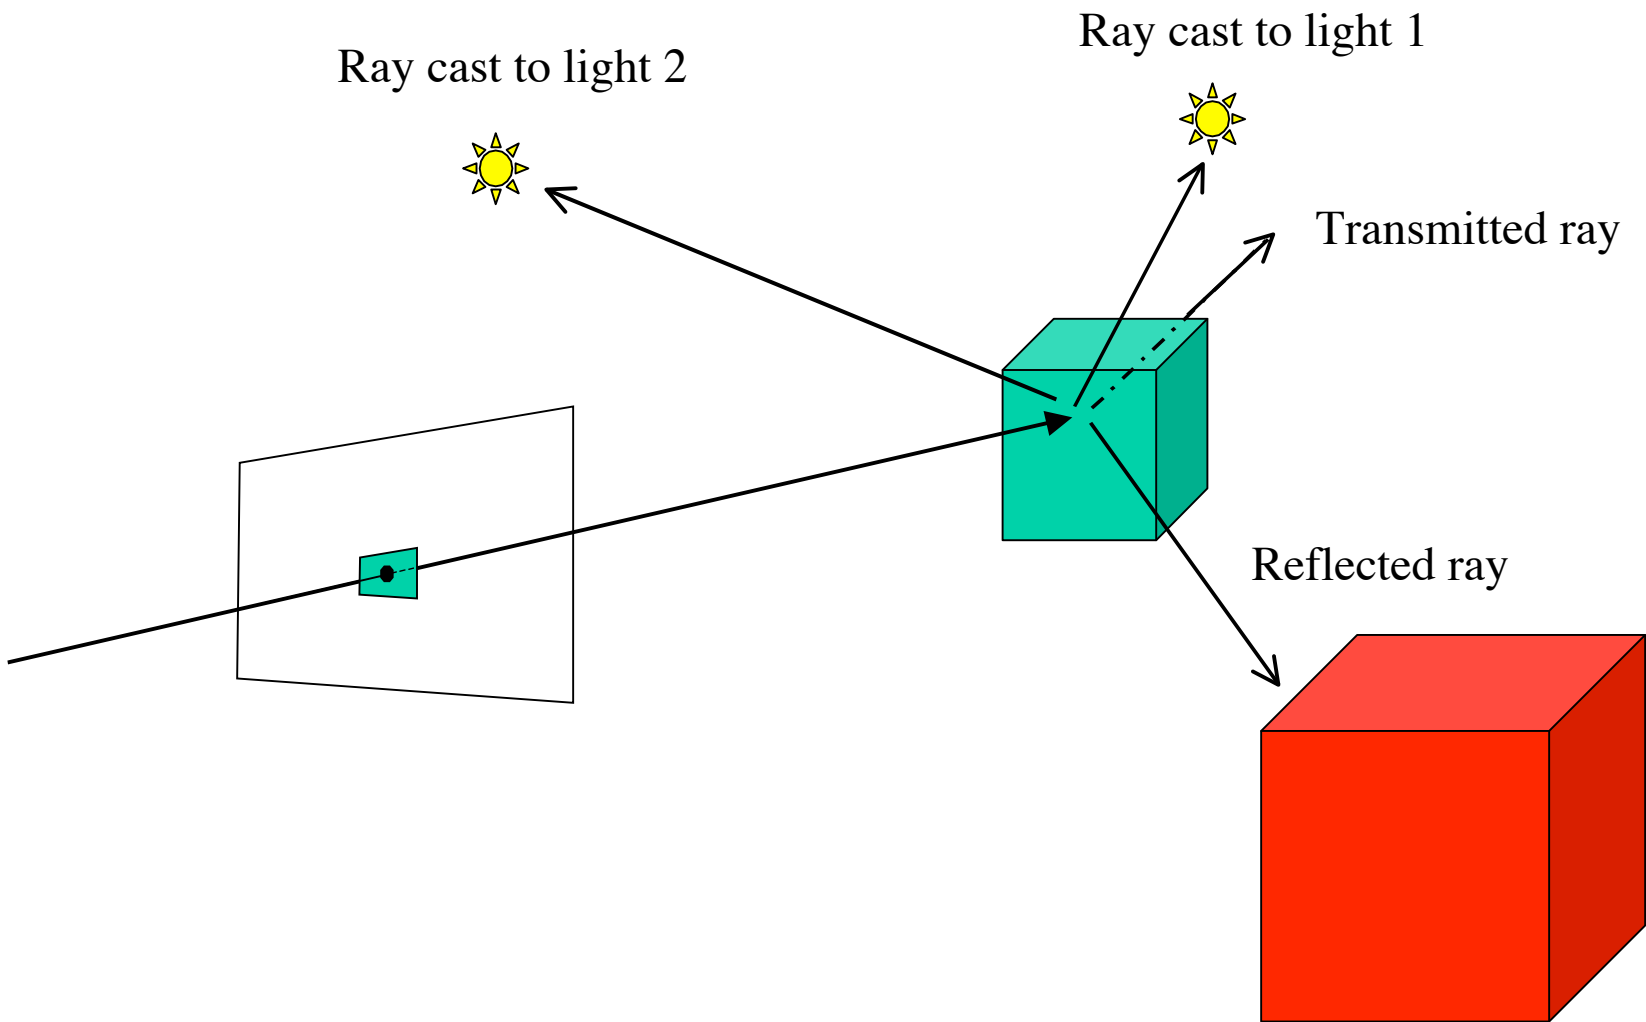 Ray cast to light 1
Ray cast to light 2
Transmitted ray
Reflected ray